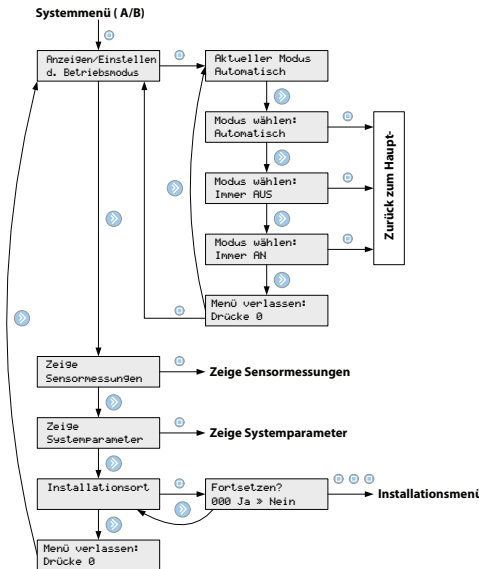 Systemmenü ( A/B)
Anzeigen/Einstellen
d. Betriebsmodus
Aktueller Modus
Automatisch
Modus wählen:
Automatisch
Modus wählen:
Immer AUS
Modus wählen:
Immer AN
Zurück zum Haupt-
Menü verlassen:
Drücke 0
Zeige
Sensormessungen
Zeige Sensormessungen
Zeige
Systemparameter
Zeige Systemparameter
Installationsort
Fortsetzen?
000 Ja » Nein
Installationsmenü
Menü verlassen:
Drücke 0